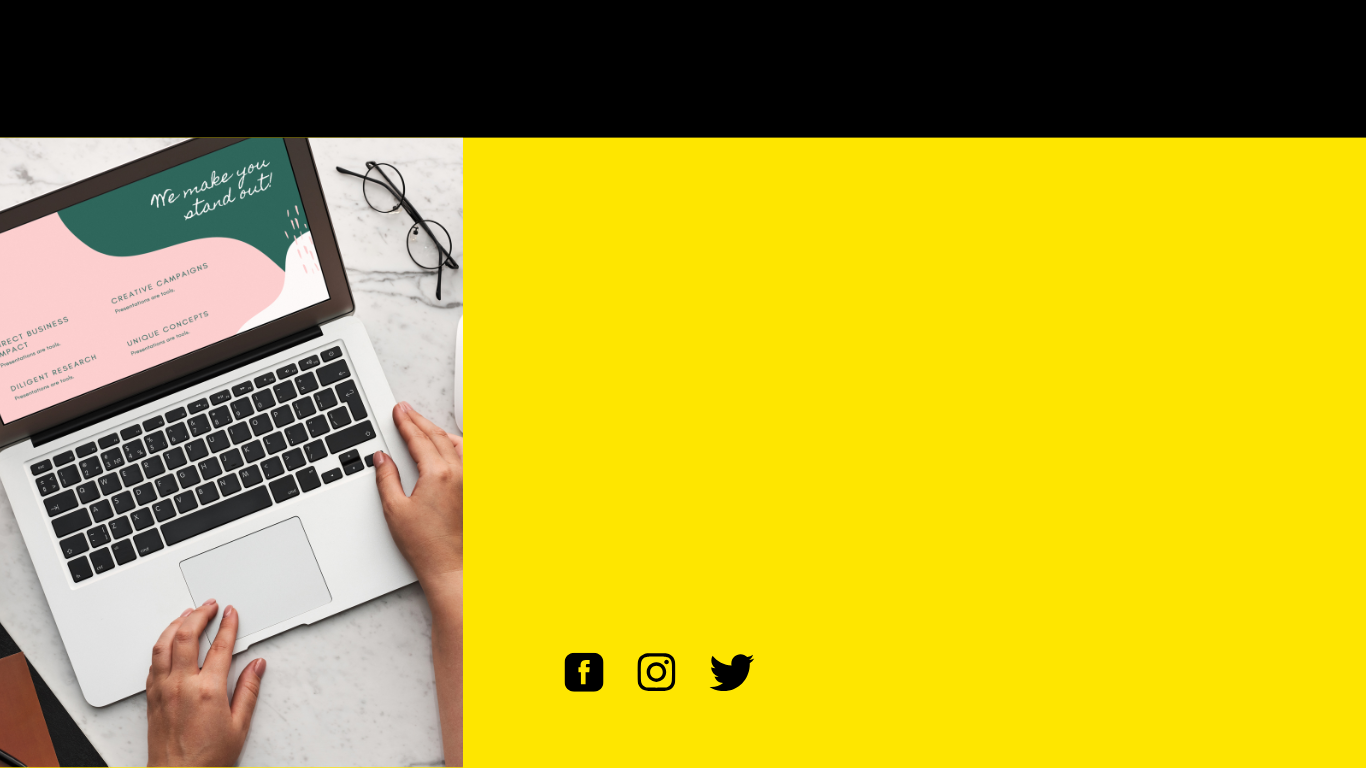 We make you
stand out!
CREATIVE CAMPAIGNS
Presentations are tools.
RECT BUSINESS
MPACT
Presentations are tools.
UNIQUE CONCEPTS
Presentations are tools.
DILIGENT RESEARCH
Presentations are tools.